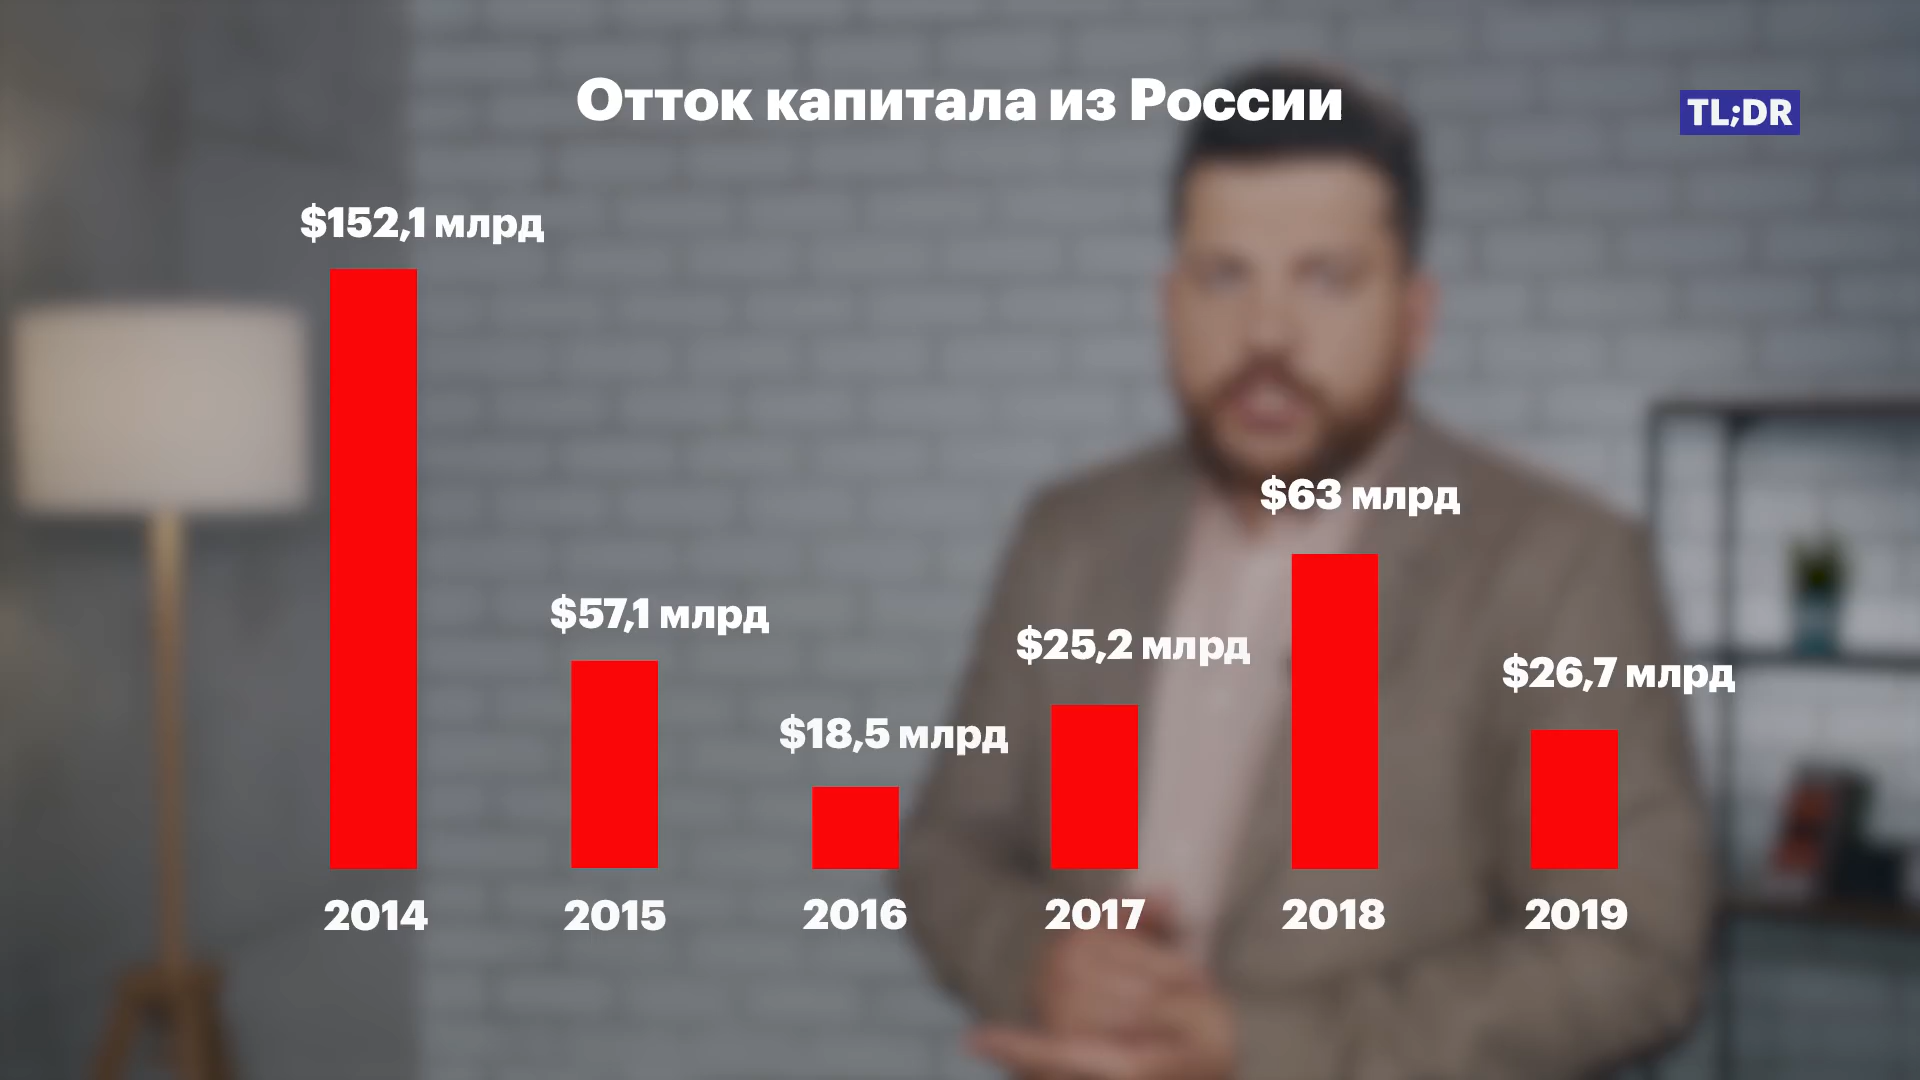 Отток капитала из России
TL;DR
$152,1 млрд
$57,1 млрд
$18,5 млрд
$25,2 млрд
$63 млрд
$26,7 млрд
2014
2015
2016
2017
2018
2019